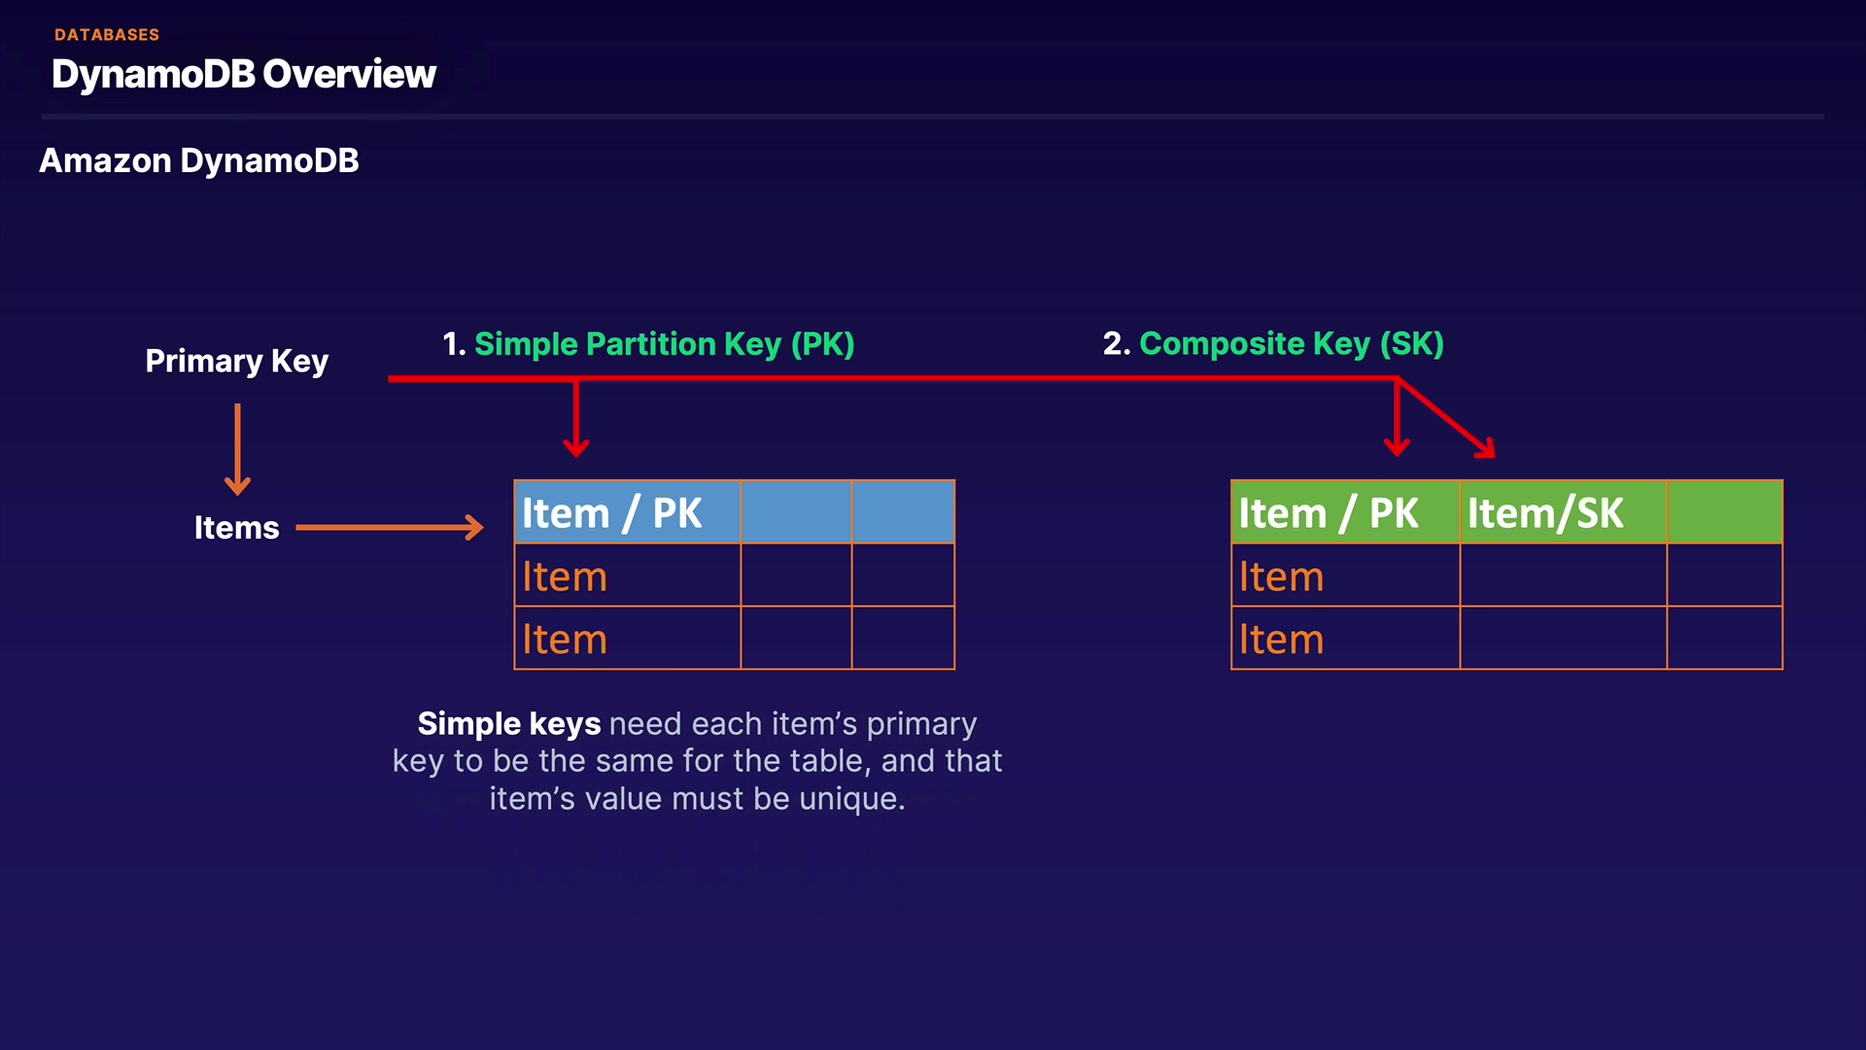 DATABASES
DynamoDB Overview
Amazon DynamoDB
Primary Key
1. Simple Partition Key (PK)
2. Composite Key (SK)
Items
Item / PK
Item
Item
Item / PK Item/SK
Item
Item
Simple keys need each item’s primary
key to be the same for the table, and that
item’s value must be unique.